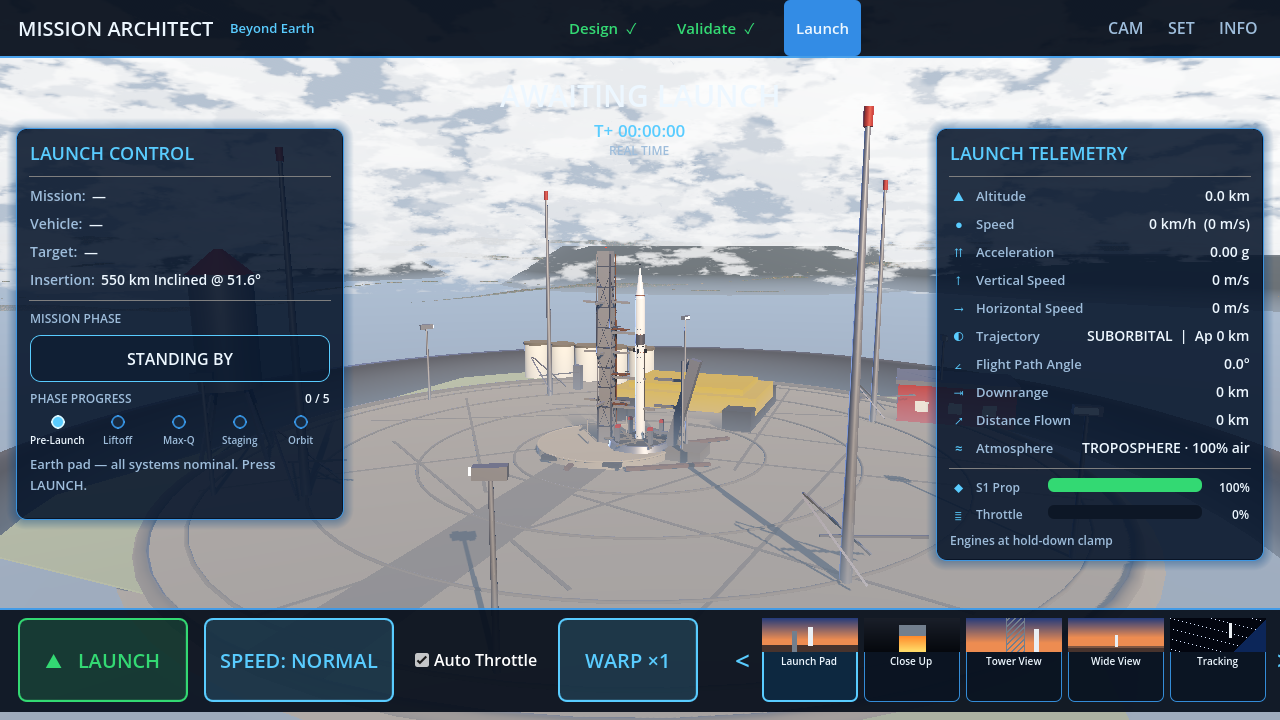 MISSION ARCHITECT
Beyond Earth
Design ✓
Validate ✓
Launch
CAM
SET
INFO
AWAITING LAUNCH
T+ 00:00:00
REAL TIME
LAUNCH CONTROL
Mission: —
Vehicle: —
Target: —
Insertion: 550 km Inclined @ 51.6°
MISSION PHASE
STANDING BY
PHASE PROGRESS 0 / 5
Pre-Launch Liftoff Max-Q Staging Orbit
Earth pad — all systems nominal. Press
LAUNCH.
LAUNCH TELEMETRY
Altitude 0.0 km
Speed 0 km/h (0 m/s)
Acceleration 0.00 g
Vertical Speed 0 m/s
Horizontal Speed 0 m/s
Trajectory SUBORBITAL | Ap 0 km
Flight Path Angle 0.0°
Downrange 0 km
Distance Flown 0 km
Atmosphere TROPOSPHERE · 100% air
S1 Prop 100%
Throttle 0%
Engines at hold-down clamp
▲ LAUNCH
SPEED: NORMAL
Auto Throttle
WARP ×1
<
Launch Pad
Close Up
Tower View
Wide View
Tracking